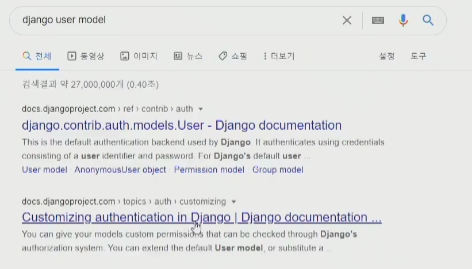 django user model
전체 동영상 이미지 뉴스 쇼핑 더보기 설정 도구
검색결과 약 27,000,000개 (0.40초)
docs.djangoproject.com › ref › contrib › auth
django.contrib.auth.models.User - Django documentation
This is the default authentication backend used by Django. It authenticates using credentials
consisting of a user identifier and password. For Django's default user ...
User model AnonymousUser object Permission model Group model
docs.djangoproject.com › topics › auth › customizing
Customizing authentication in Django | Django documentation ...
You can give your models custom permissions that can be checked through Django's
authorization system. You can extend the default User model, or substitute a ...